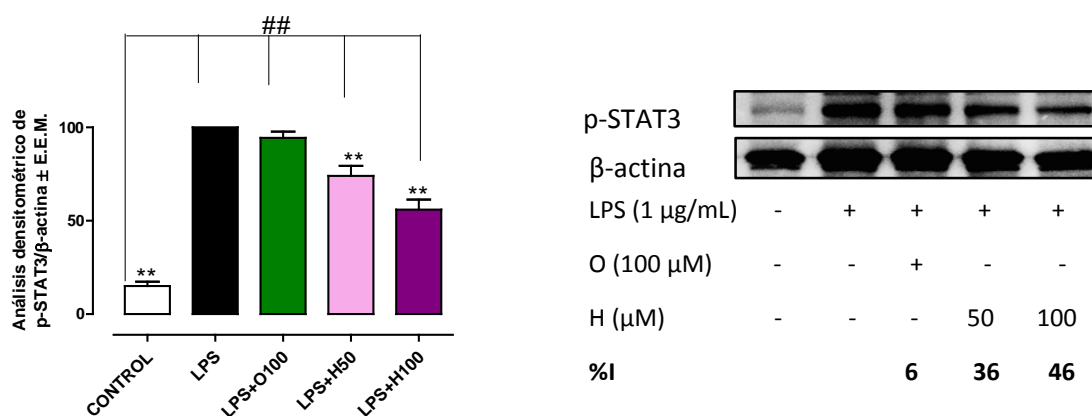 ##
Análisis densitométrico de
p-STAT3/β-actina ± E.E.M.
100
50
0
**
**
**
CONTROL
LPS
LPS+O100
LPS+H50
LPS+H100
p-STAT3
β-actina
LPS (1 µg/mL) - + + + +
O (100 µM) - - + - -
H (µM) - - - 50 100
%I 6 36 46